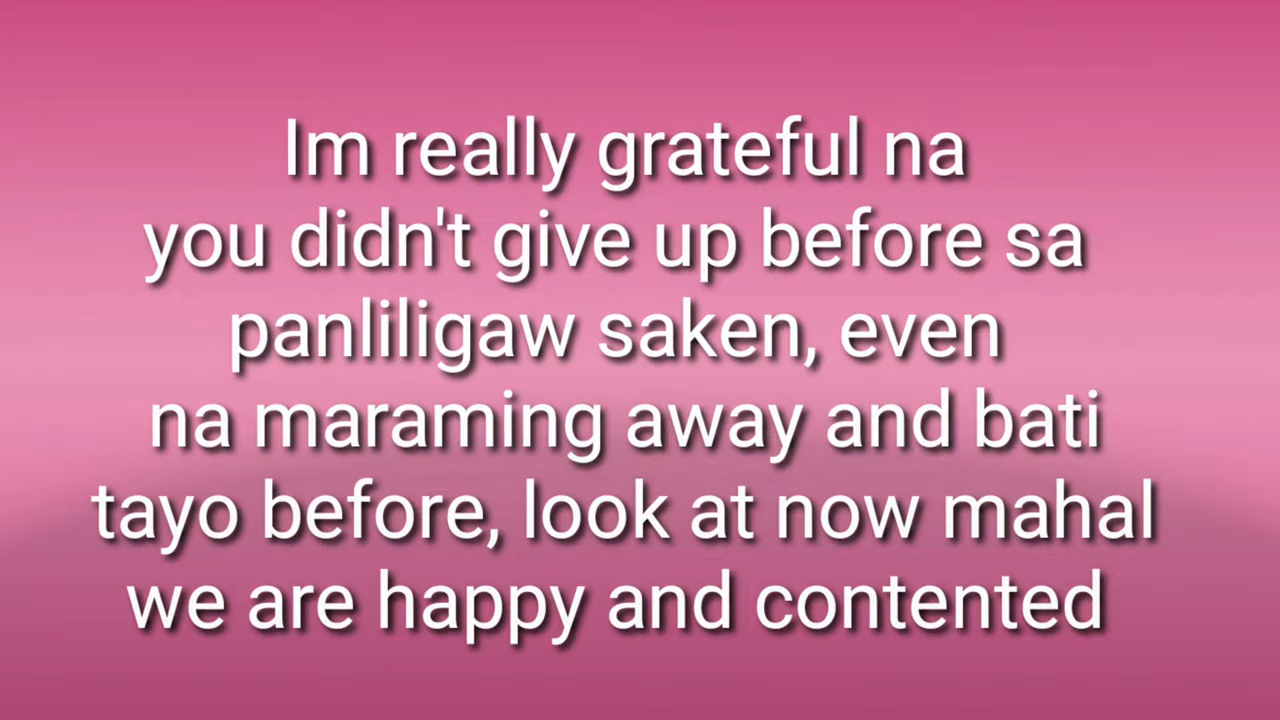 Im really grateful na
you didn't give up before sa
panliligaw saken, even
na maraming away and bati
tayo before, look at now mahal
we are happy and contented